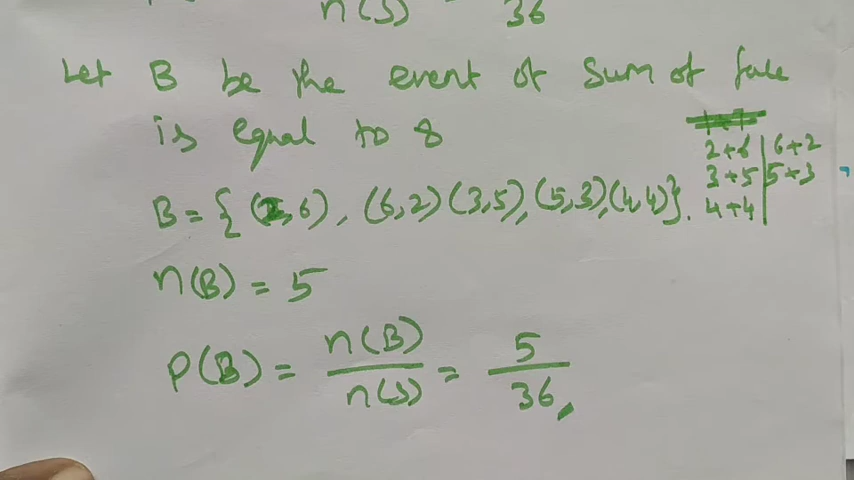 n(S) = 36
Let B be the event of sum of face
is equal to 8
2+6 | 6+2
3+5 | 5+3
4+4 |
B = { (2,6), (6,2) (3,5), (5,3), (4,4) }.
n(B) = 5
P(B) = n(B) / n(S) = 5 / 36